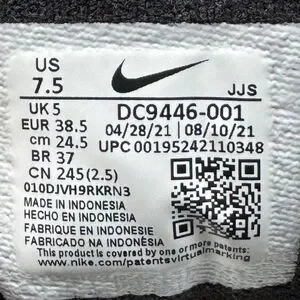 US
7.5
JJS
UK 5
DC9446-001
EUR 38.5
04/28/21 | 08/10/21
cm 24.5
UPC 00195242110348
BR 37
CN 245(2.5)
010DJVH9RKRN3
MADE IN INDONESIA
HECHO EN INDONESIA
FABRIQUE EN INDONESIE
FABRICADO NA INDONÈSIA
This product is covered by one or more
www.nike.com/patentsvirtualmarking